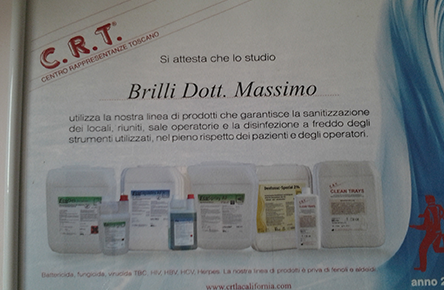 C.R.T.®
CENTRO RAPPRESENTANZE TOSCANO
Si attesta che lo studio
Brilli Dott. Massimo
utilizza la nostra linea di prodotti che garantisce la sanitizzazione
dei locali, riuniti, sale operatorie e la disinfezione a freddo degli
strumenti utilizzati, nel pieno rispetto dei pazienti e degli operatori.
CLEAN TRAYS
Battericida, fungicida, virucida TBC, HIV, HBV, HCV, Herpes. La nostra linea di prodotti è priva di fenoli e aldeidi.
www.crtlacalifornia.com
anno 2